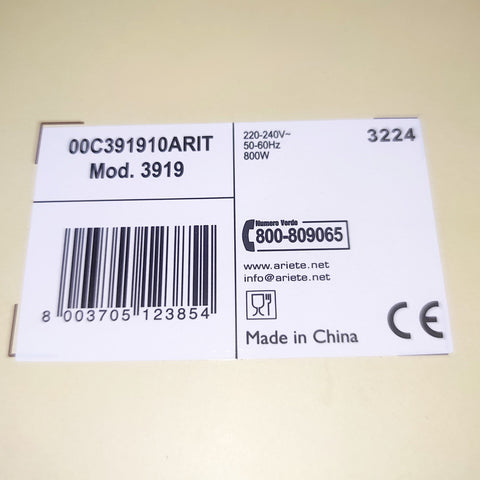 00C391910ARIT
Mod. 3919
8 003705 123854
220-240V~
50-60Hz
800W
3224
Numero Verde
800-809065
www.ariete.net
info@ariete.net
Made in China
CE